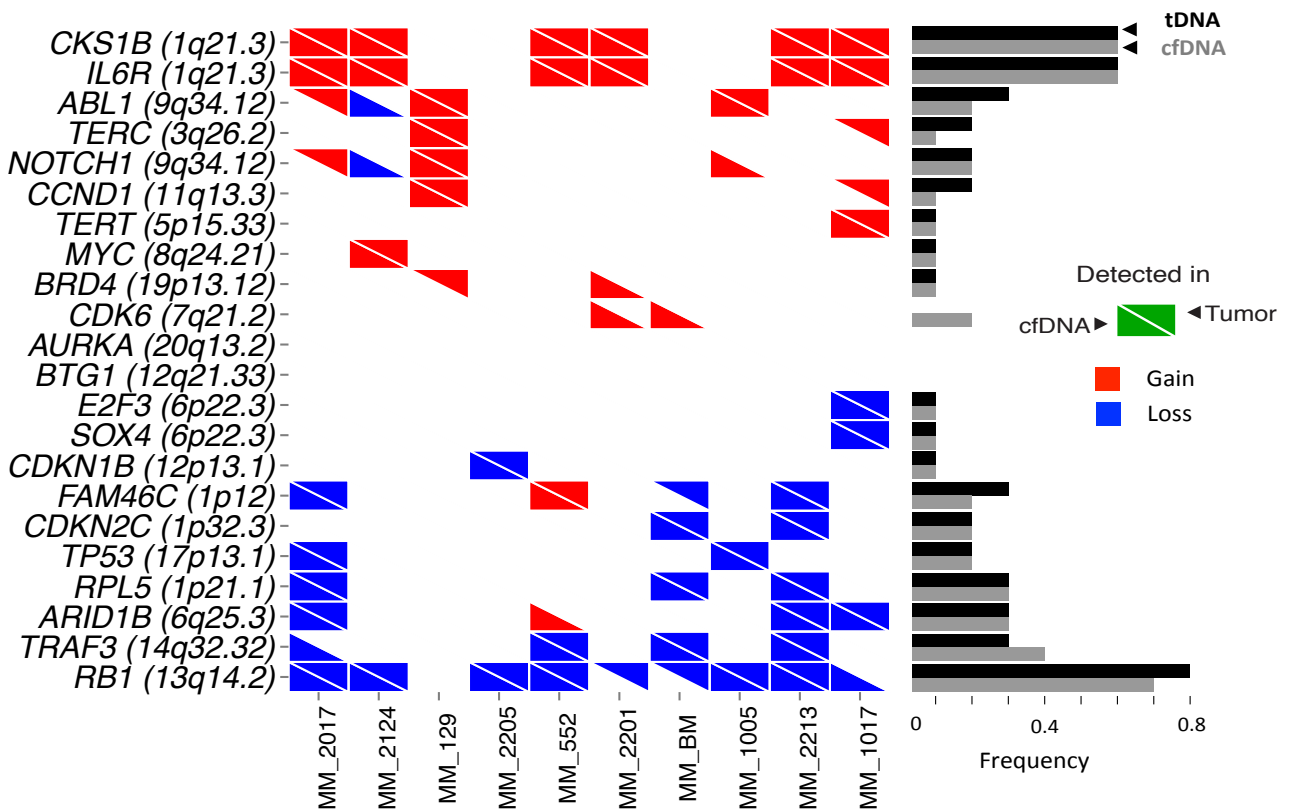 CKS1B (1q21.3)
IL6R (1q21.3)
ABL1 (9q34.12)
TERC (3q26.2)
NOTCH1 (9q34.12)
CCND1 (11q13.3)
TERT (5p15.33)
MYC (8q24.21)
BRD4 (19p13.12)
CDK6 (7q21.2)
AURKA (20q13.2)
BTG1 (12q21.33)
E2F3 (6p22.3)
SOX4 (6p22.3)
CDKN1B (12p13.1)
FAM46C (1p12)
CDKN2C (1p32.3)
TP53 (17p13.1)
RPL5 (1p21.1)
ARID1B (6q25.3)
TRAF3 (14q32.32)
RB1 (13q14.2)
MM_2017
MM_2124
MM_129
MM_2205
MM_552
MM_2201
MM_BM
MM_1005
MM_2213
MM_1017
tDNA
cfDNA
Detected in
Tumor
cfDNA
Gain
Loss
0 0.4 0.8
Frequency